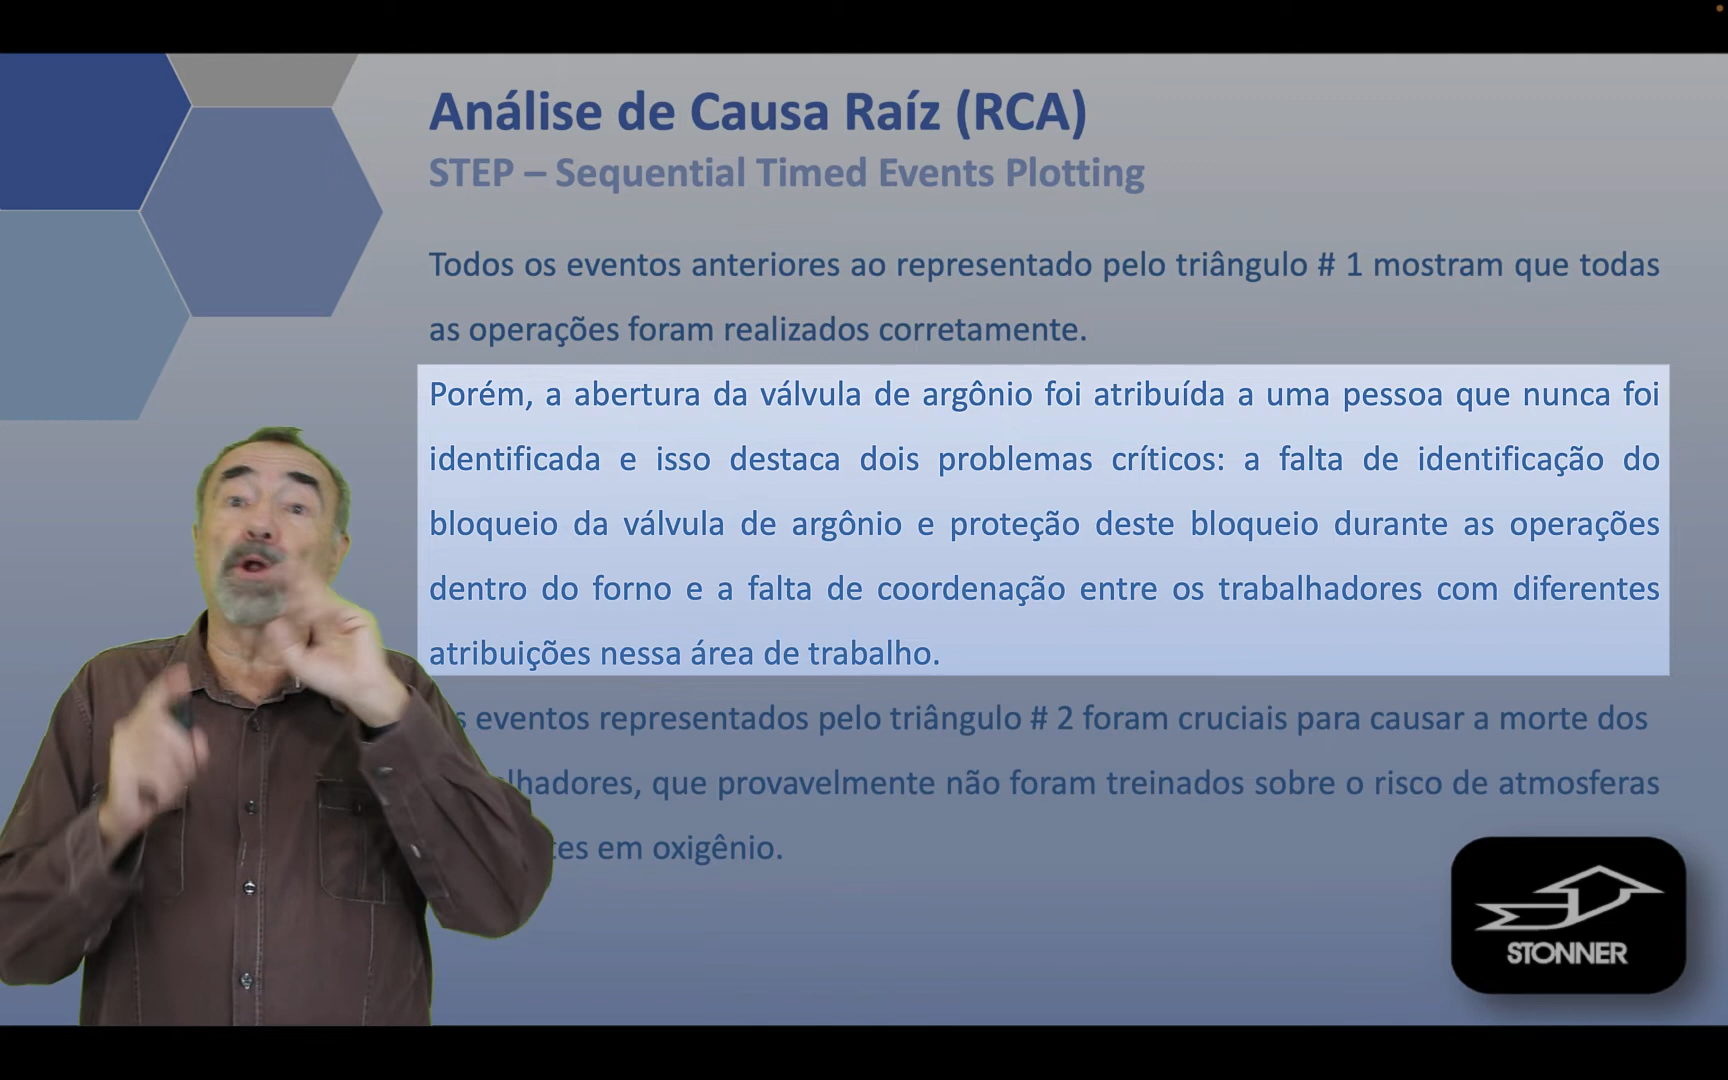 Análise de Causa Raíz (RCA)
STEP – Sequential Timed Events Plotting
Todos os eventos anteriores ao representado pelo triângulo # 1 mostram que todas
as operações foram realizados corretamente.
Porém, a abertura da válvula de argônio foi atribuída a uma pessoa que nunca foi
identificada e isso destaca dois problemas críticos: a falta de identificação do
bloqueio da válvula de argônio e proteção deste bloqueio durante as operações
dentro do forno e a falta de coordenação entre os trabalhadores com diferentes
atribuições nessa área de trabalho.
eventos representados pelo triângulo # 2 foram cruciais para causar a morte dos
que provavelmente não foram treinados sobre o risco de atmosferas
em oxigênio.
STONNER